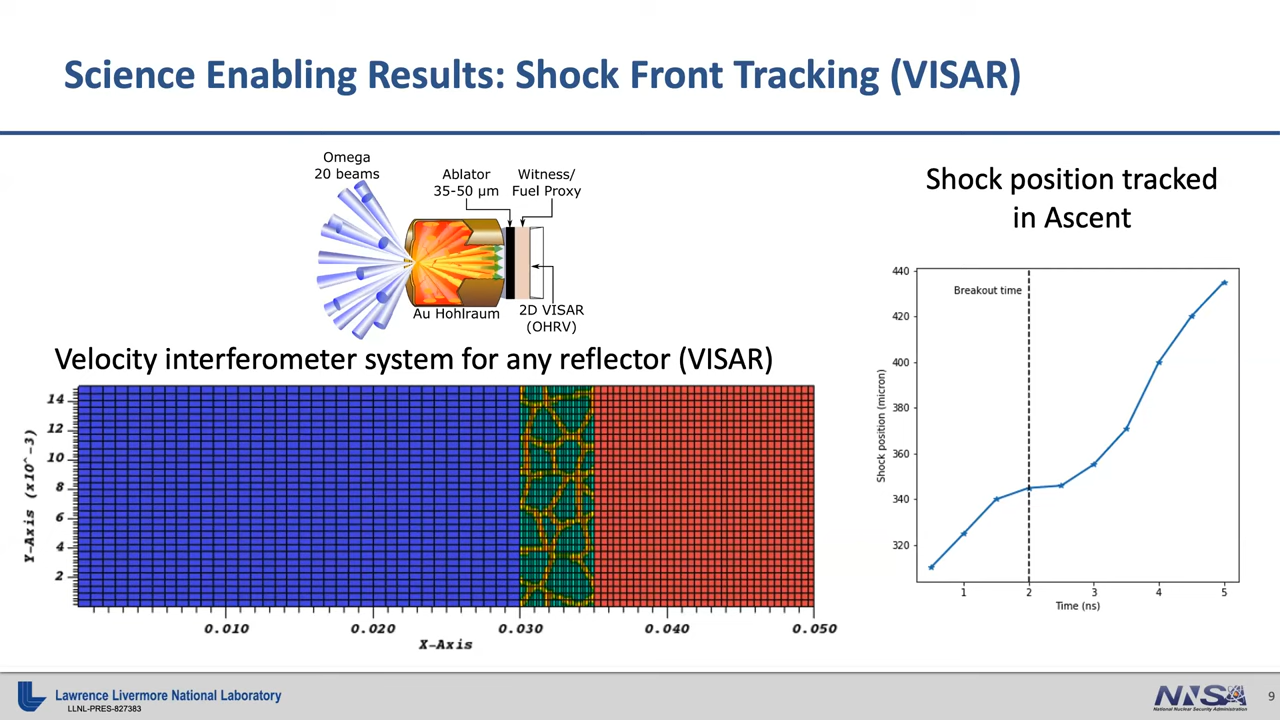 Science Enabling Results: Shock Front Tracking (VISAR)
Omega
20 beams
Ablator
35-50 µm
Witness/
Fuel Proxy
Au Hohlraum
2D VISAR
(OHRV)
Velocity interferometer system for any reflector (VISAR)
14
12
10
8
6
4
2
Y-Axis (x10^-3)
0.010
0.020
0.030
0.040
0.050
X-Axis
Shock position tracked
in Ascent
Breakout time
440
420
400
380
360
340
320
Shock position (micron)
1
2
3
4
5
Time (ns)
Lawrence Livermore National Laboratory
LLNL-PRES-827383
NNSA
National Nuclear Security Administration
9